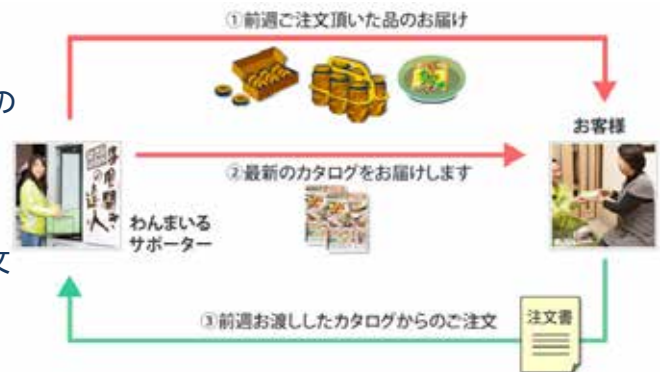 ①前週ご注文頂いた品のお届け
の
お客様
②最新のカタログをお届けします
わんまいる
サポーター
文
③前週お渡ししたカタログからのご注文
注文書